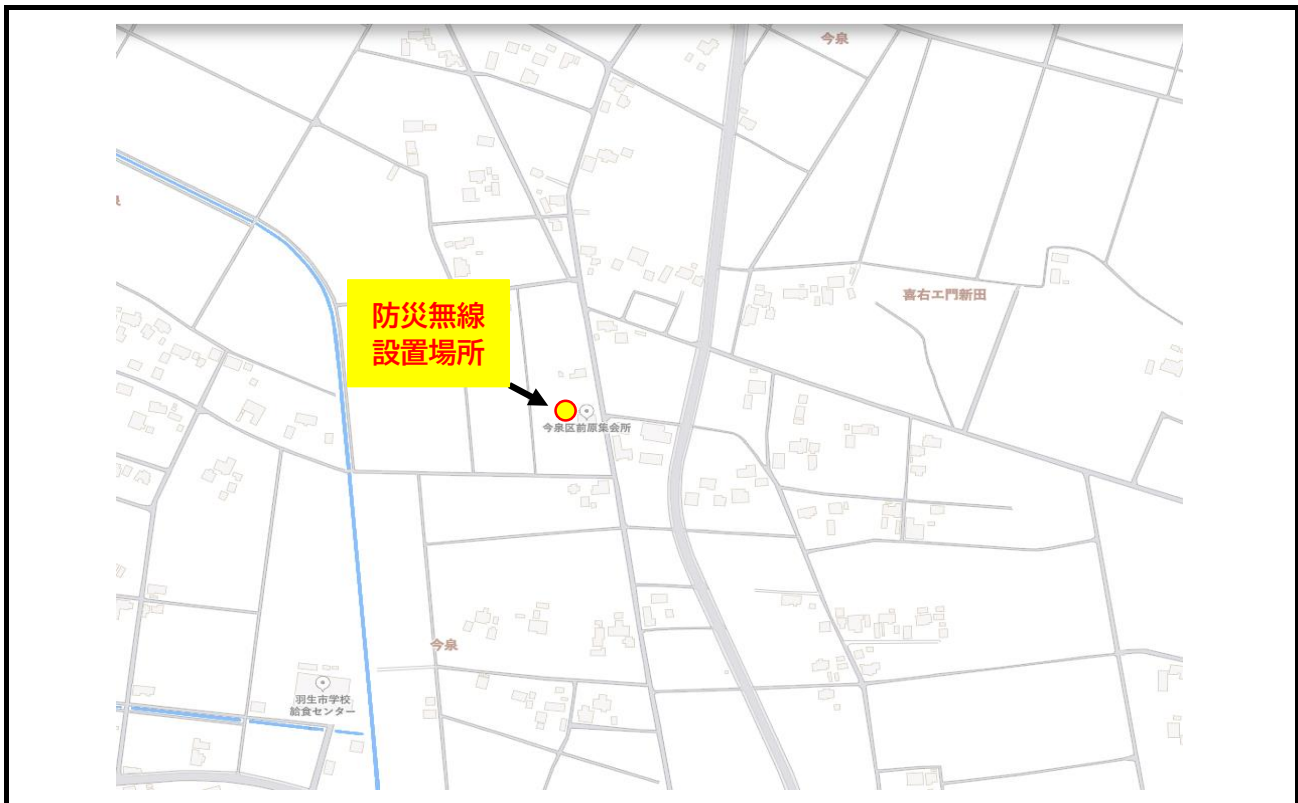 今泉
喜右エ門新田
防災無線
設置場所
今泉区前原集会所
今泉
羽生市学校
給食センター